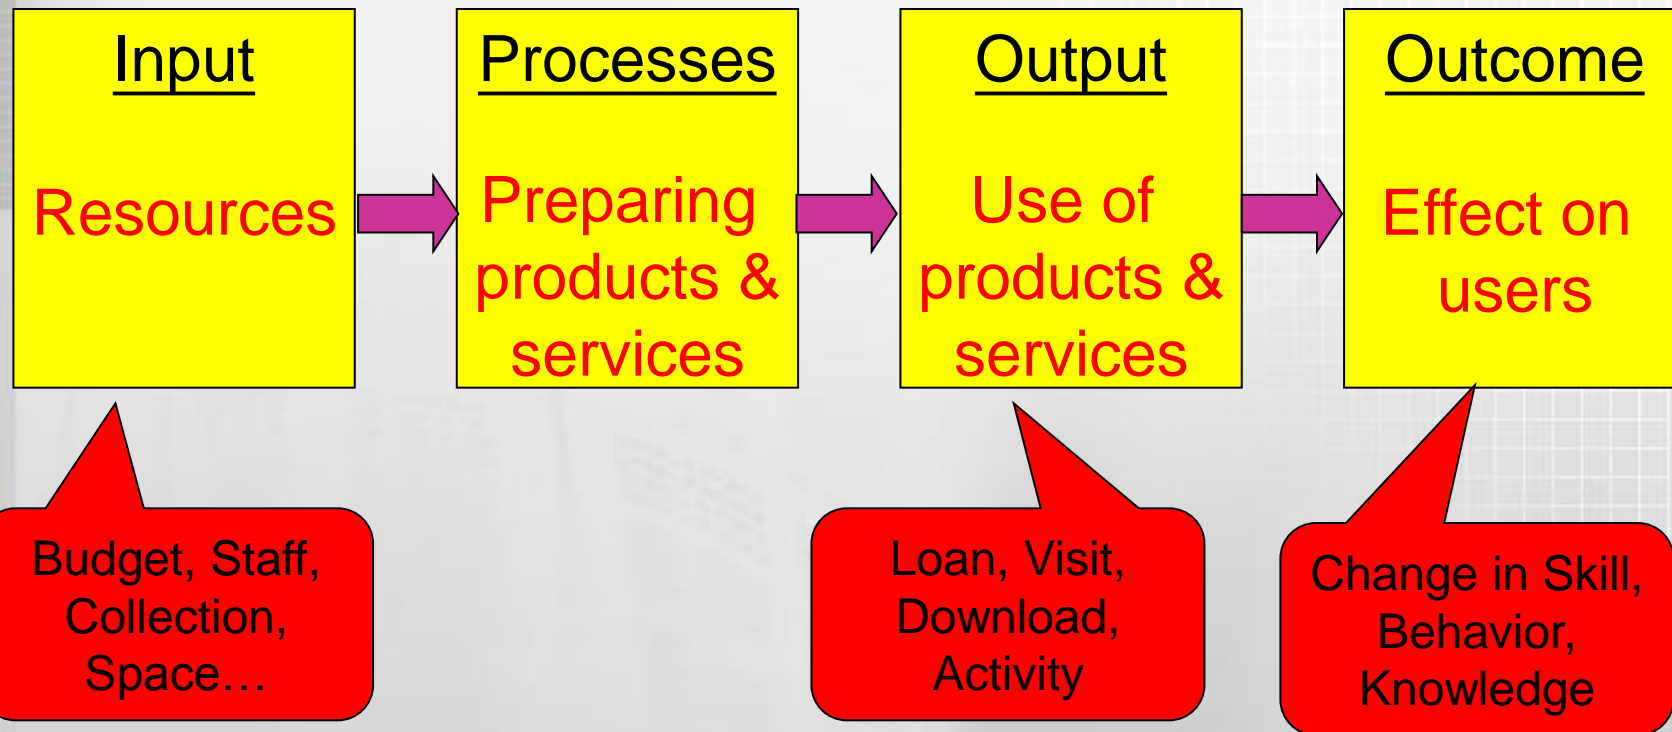 Input
Resources
Processes
Preparing
products &
services
Output
Use of
products &
services
Outcome
Effect on
users
Budget, Staff,
Collection,
Space…
Loan, Visit,
Download,
Activity
Change in Skill,
Behavior,
Knowledge